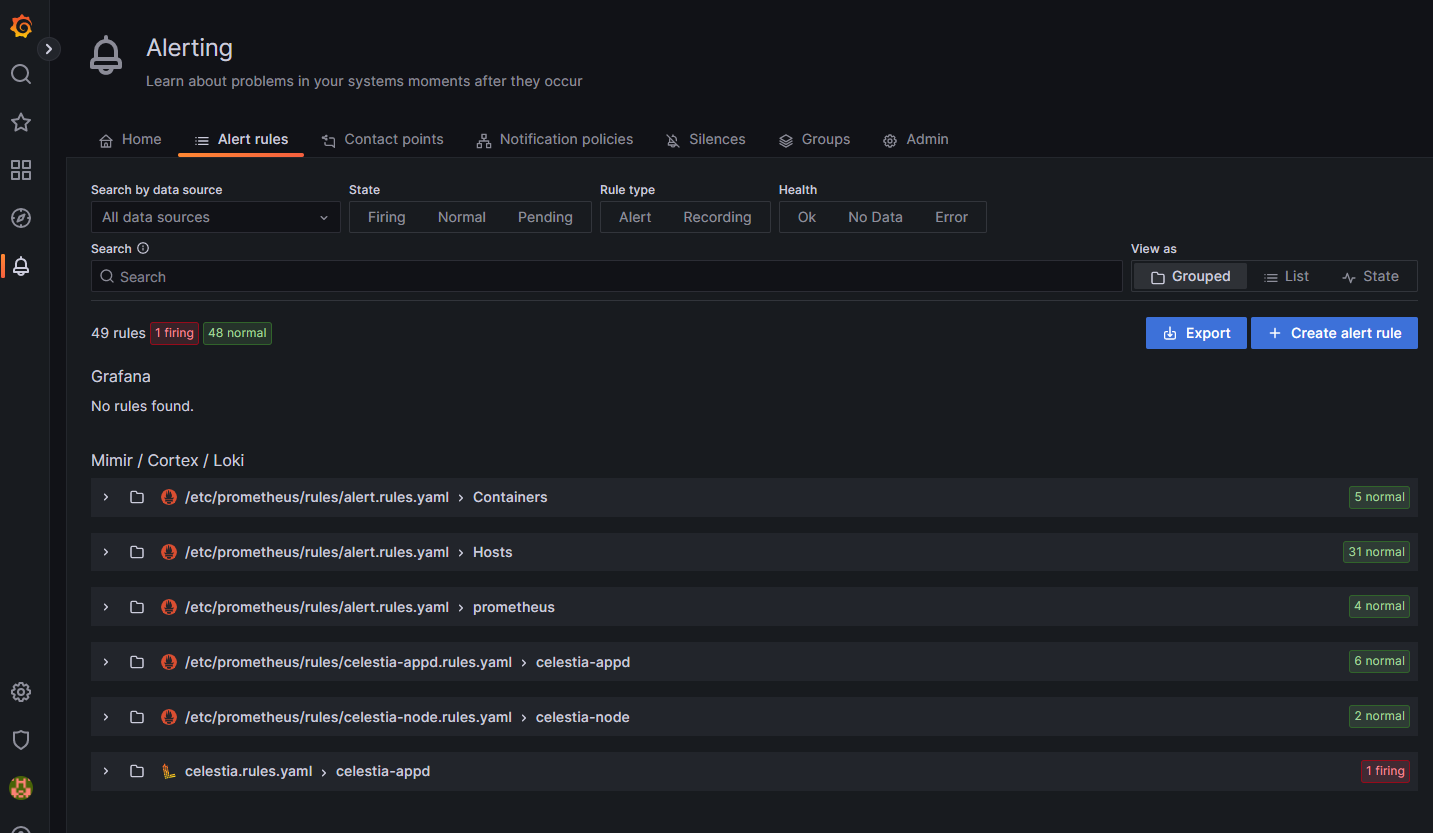 Alerting
Learn about problems in your systems moments after they occur
Home Alert rules Contact points Notification policies Silences Groups Admin
Search by data source State Rule type Health
All data sources Firing Normal Pending Alert Recording Ok No Data Error
Search View as
Search Grouped List State
49 rules 1 firing 48 normal Export + Create alert rule
Grafana
No rules found.
Mimir / Cortex / Loki
/etc/prometheus/rules/alert.rules.yaml › Containers 5 normal
/etc/prometheus/rules/alert.rules.yaml › Hosts 31 normal
/etc/prometheus/rules/alert.rules.yaml › prometheus 4 normal
/etc/prometheus/rules/celestia-appd.rules.yaml › celestia-appd 6 normal
/etc/prometheus/rules/celestia-node.rules.yaml › celestia-node 2 normal
celestia.rules.yaml › celestia-appd 1 firing